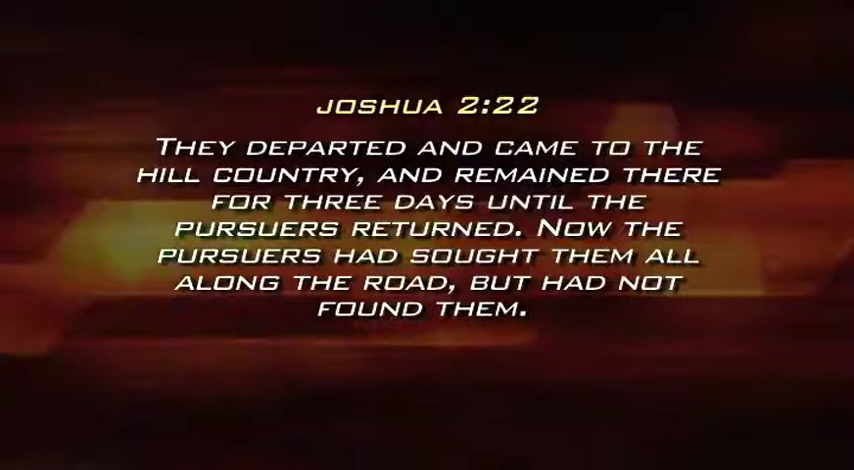 JOSHUA 2:22
THEY DEPARTED AND CAME TO THE
HILL COUNTRY, AND REMAINED THERE
FOR THREE DAYS UNTIL THE
PURSUERS RETURNED. NOW THE
PURSUERS HAD SOUGHT THEM ALL
ALONG THE ROAD, BUT HAD NOT
FOUND THEM.